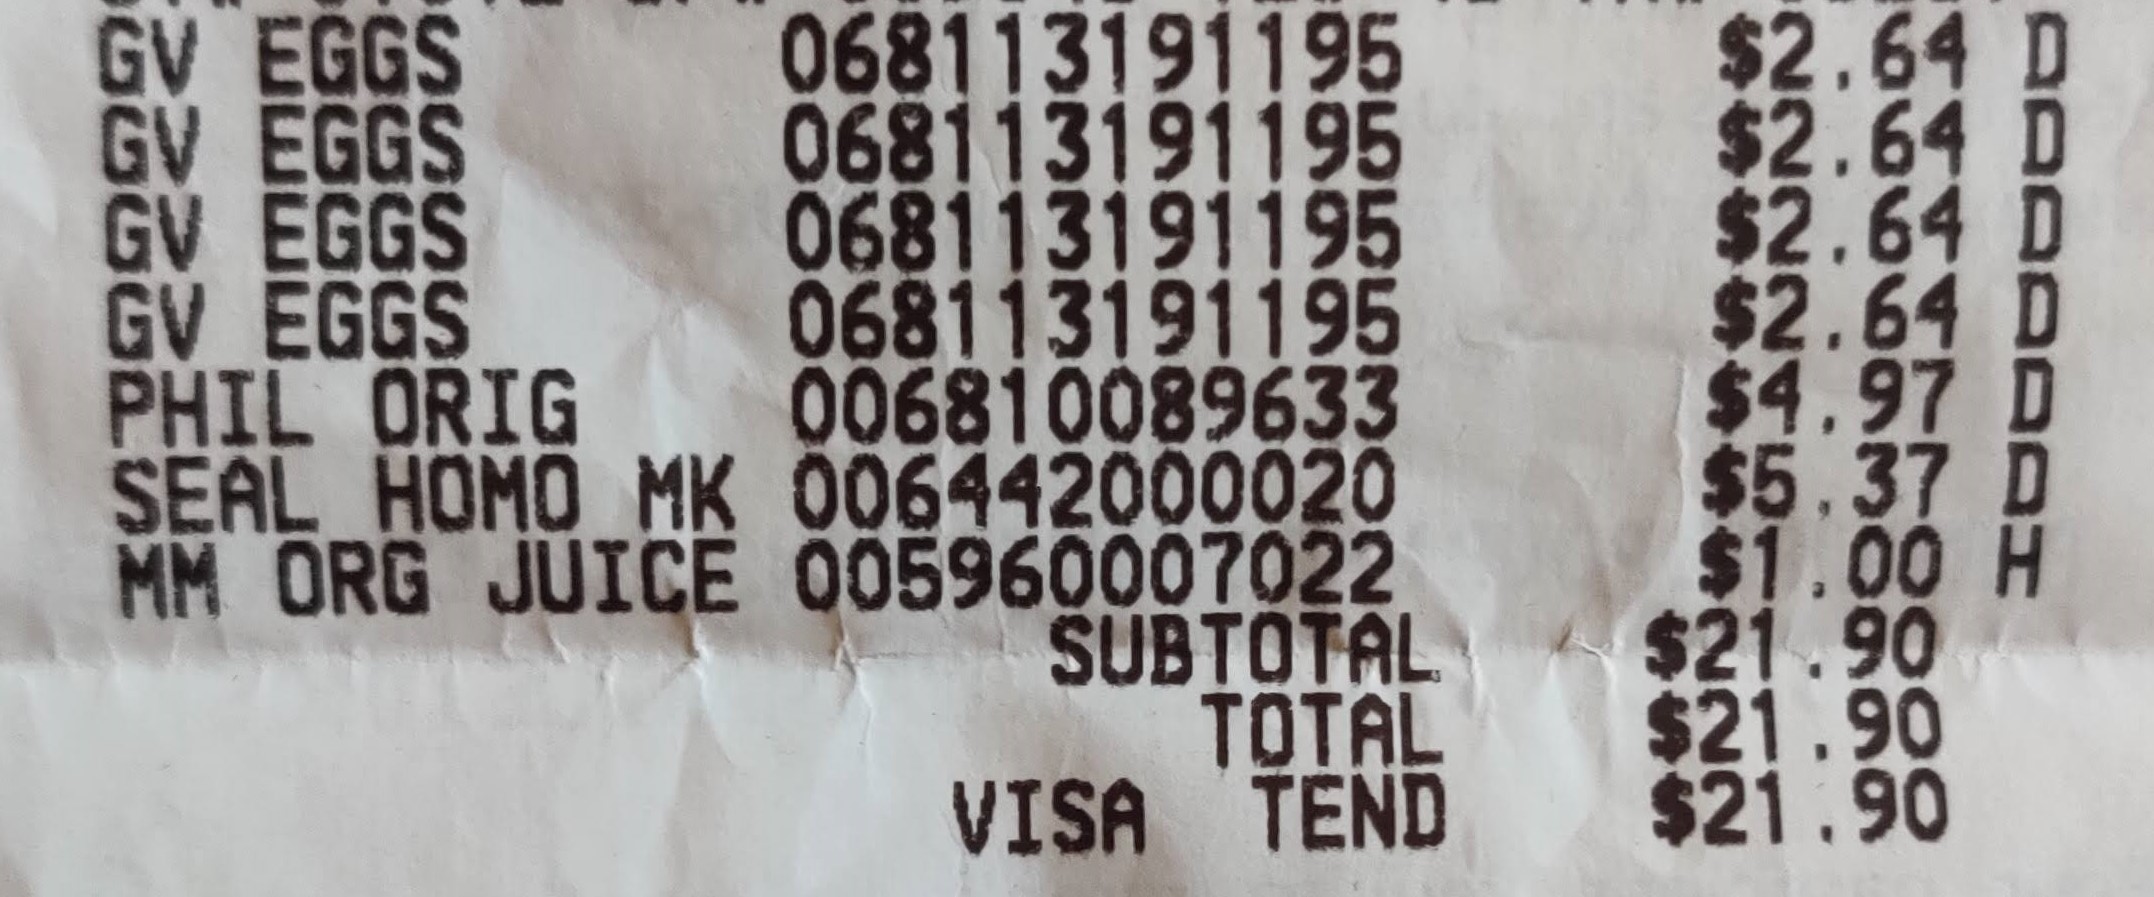 GV EGGS 068113191195 $2.64 D
GV EGGS 068113191195 $2.64 D
GV EGGS 068113191195 $2.64 D
GV EGGS 068113191195 $2.64 D
PHIL ORIG 006810089633 $4.97 D
SEAL HOMO MK 006442000020 $5.37 D
MM ORG JUICE 005960007022 $1.00 H
SUBTOTAL $21.90
TOTAL $21.90
VISA TEND $21.90